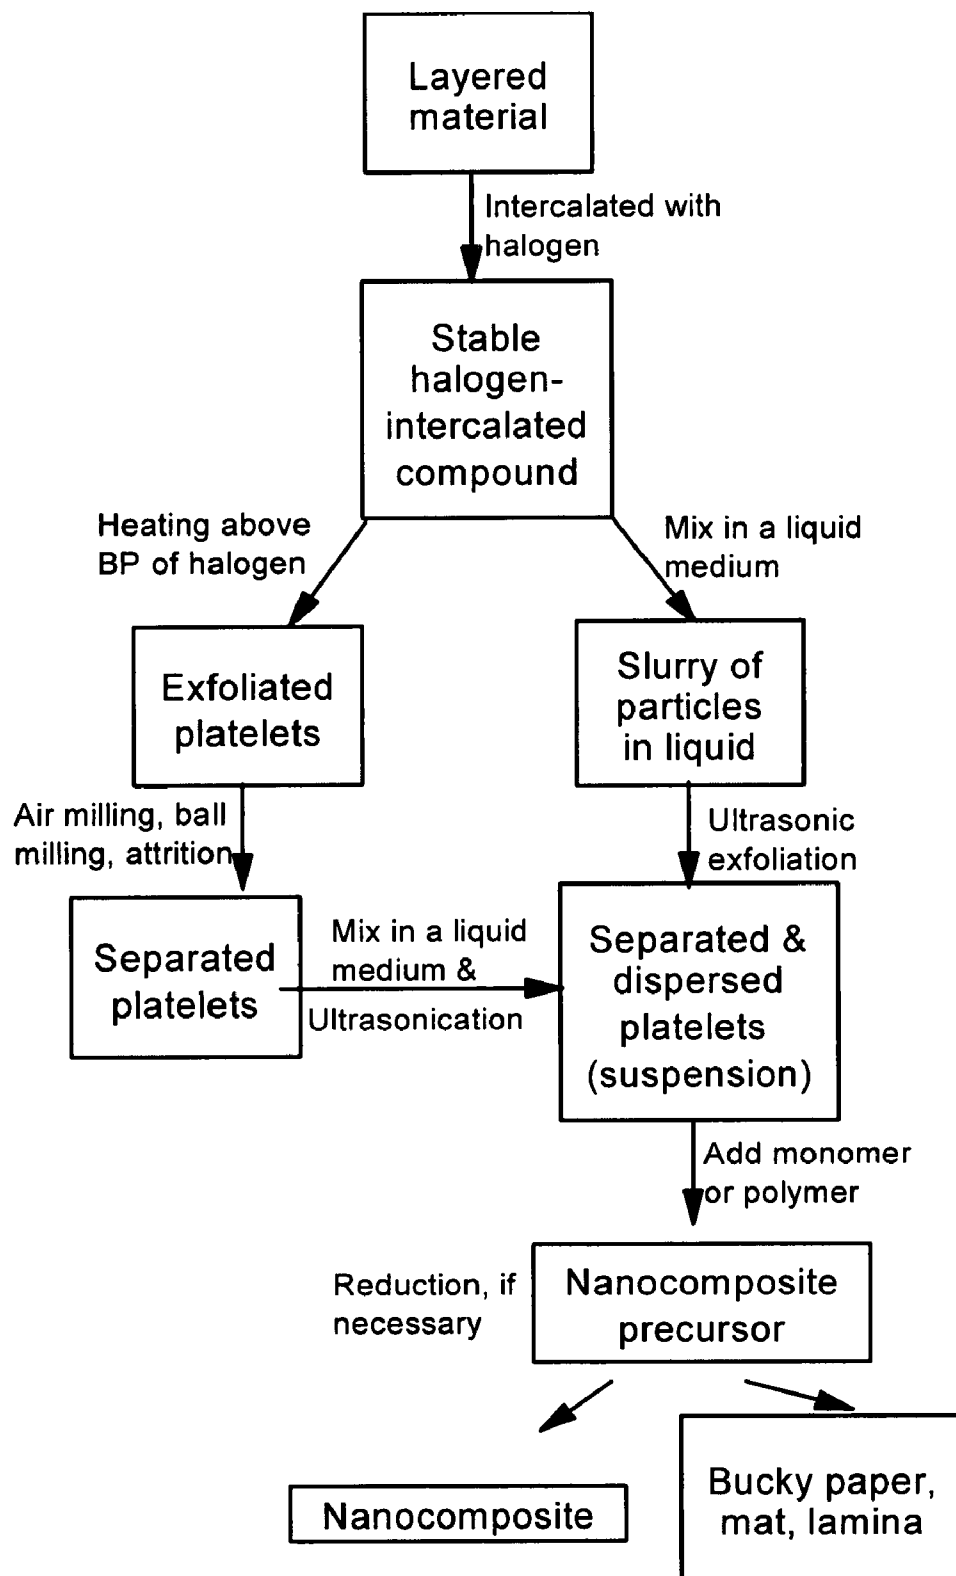 Layered
material
Intercalated with
halogen
Stable
halogen-
intercalated
compound
Heating above
BP of halogen
Mix in a liquid
medium
Exfoliated
platelets
Slurry of
particles
in liquid
Air milling, ball
milling, attrition
Ultrasonic
exfoliation
Separated
platelets
Mix in a liquid
medium &
Ultrasonication
Separated &
dispersed
platelets
(suspension)
Add monomer
or polymer
Reduction, if
necessary
Nanocomposite
precursor
Nanocomposite
Bucky paper,
mat, lamina